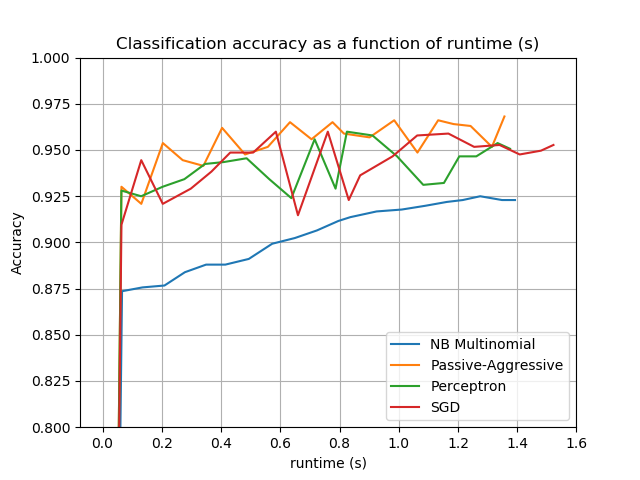 Classification accuracy as a function of runtime (s)
1.000
0.975
0.950
0.925
0.900
0.875
0.850
0.825
0.800
Accuracy
NB Multinomial
Passive-Aggressive
Perceptron
SGD
0.0 0.2 0.4 0.6 0.8 1.0 1.2 1.4 1.6
runtime (s)